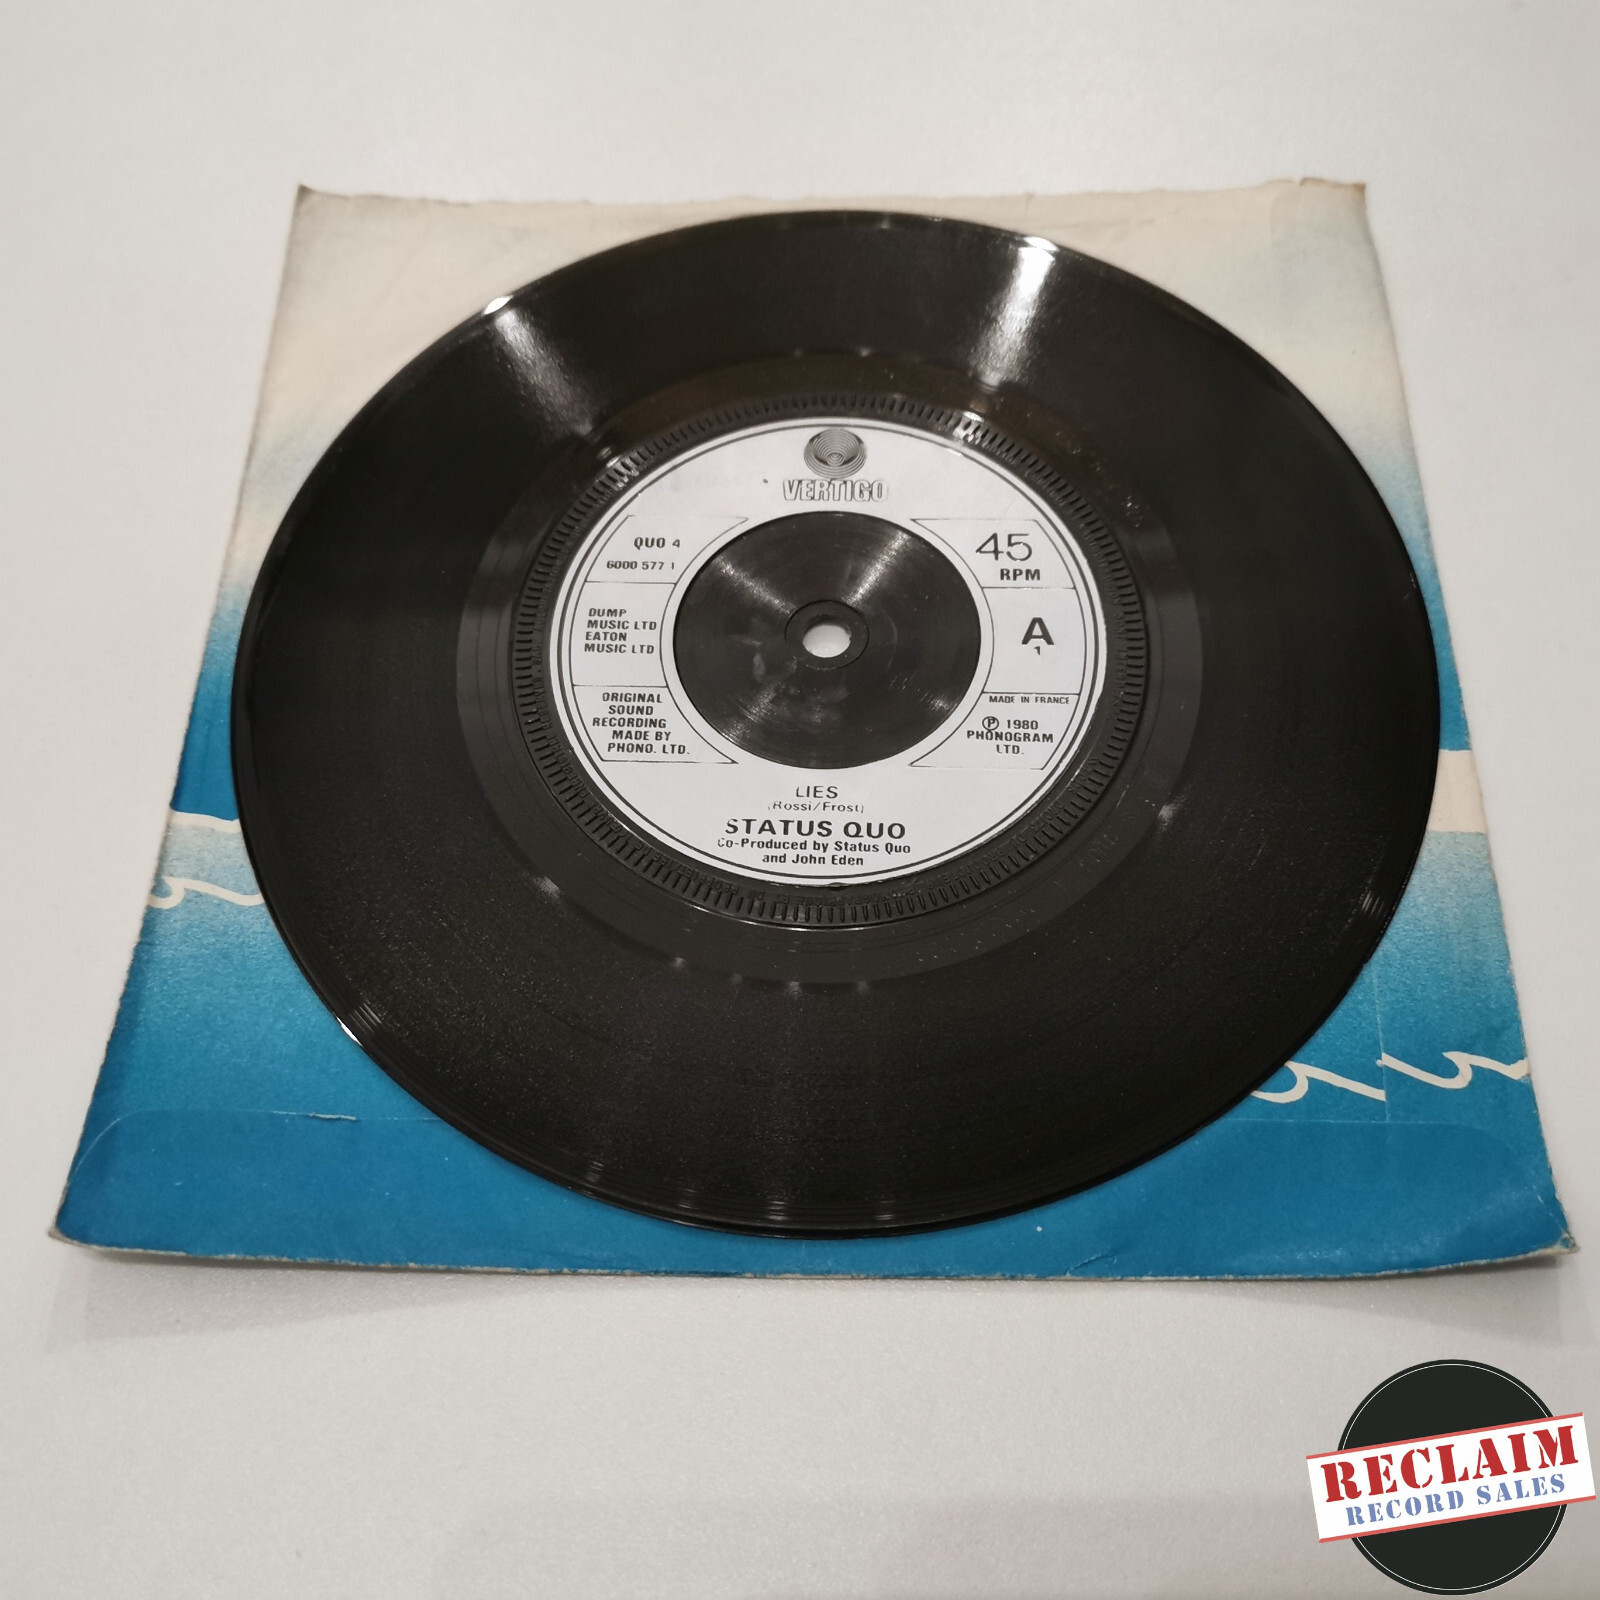 VERTIGO
QUO 4
6000 577 1
45
RPM
DUMP
MUSIC LTD
EATON
MUSIC LTD
A
1
ORIGINAL
SOUND
RECORDING
MADE BY
PHONO. LTD.
MADE IN FRANCE
Ⓟ 1980
PHONOGRAM
LTD.
LIES
(Rossi/Frost)
STATUS QUO
Co-Produced by Status Quo
and John Eden
RECLAIM
RECORD SALES